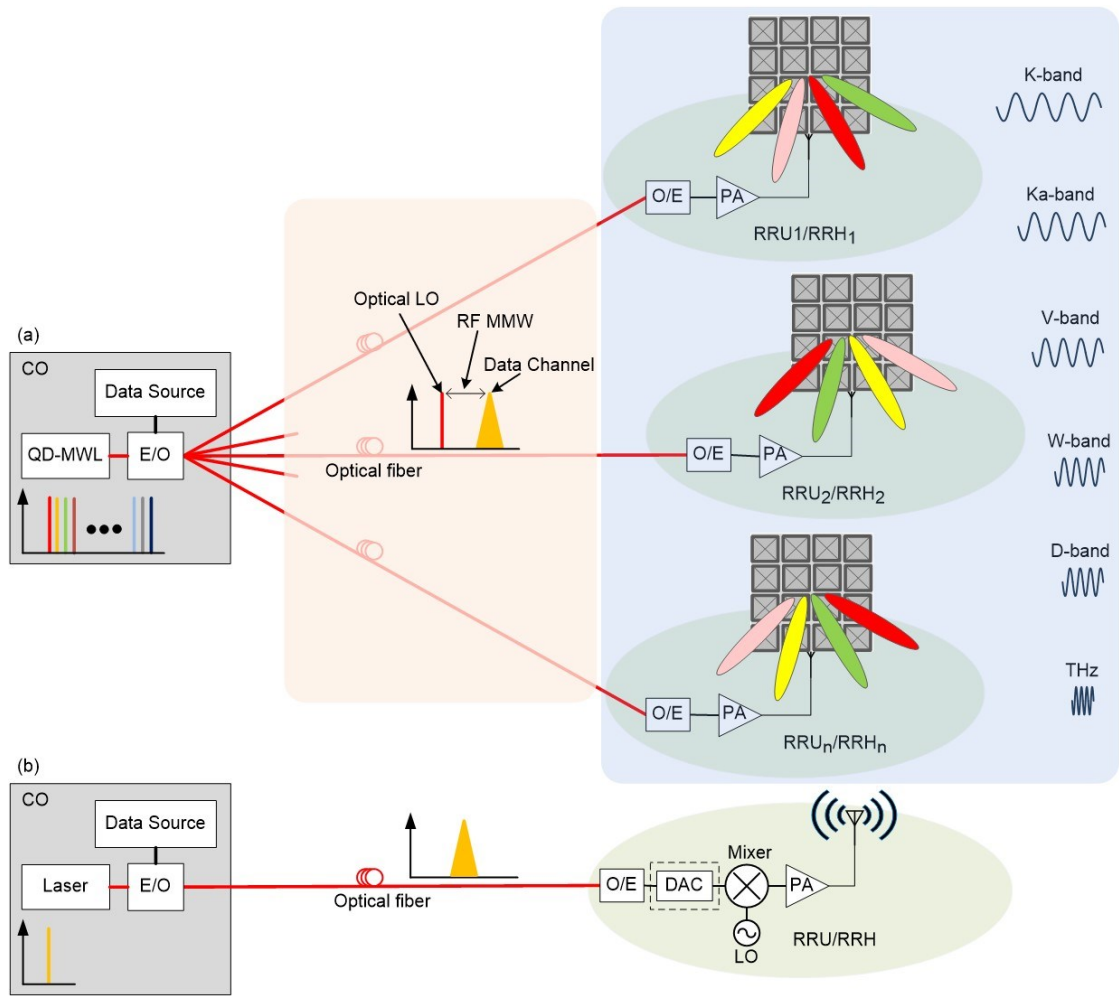 K-band
O/E
PA
RRU1/RRH1
Ka-band
Optical LO
RF MMW
Data Channel
V-band
(a)
CO
Data Source
QD-MWL
E/O
Optical fiber
O/E
PA
RRU2/RRH2
W-band
D-band
O/E
PA
RRUn/RRHn
THz
(b)
CO
Data Source
Laser
E/O
Optical fiber
O/E
DAC
Mixer
LO
PA
RRU/RRH